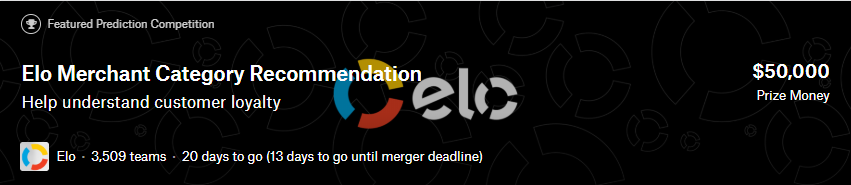 Featured Prediction Competition
Elo Merchant Category Recommendation
$50,000
Help understand customer loyalty
Prize Money
elo
Elo · 3,509 teams · 20 days to go (13 days to go until merger deadline)